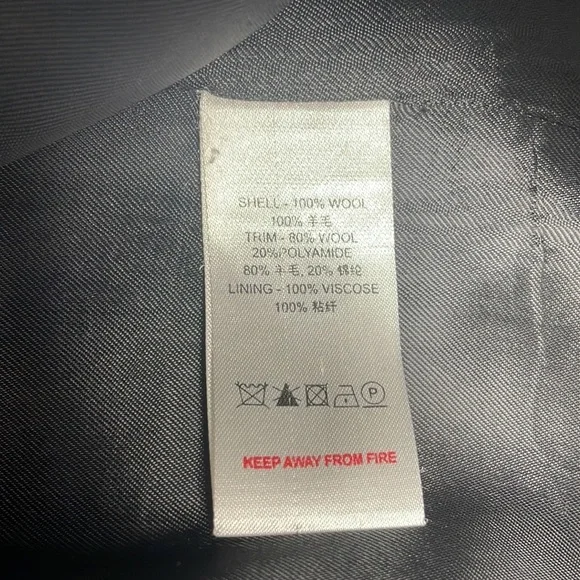 SHELL - 100% WOOL
100% 羊毛
TRIM - 80% WOOL
20%POLYAMIDE
80% 羊毛, 20% 锦纶
LINING - 100% VISCOSE
100% 粘纤
P
KEEP AWAY FROM FIRE